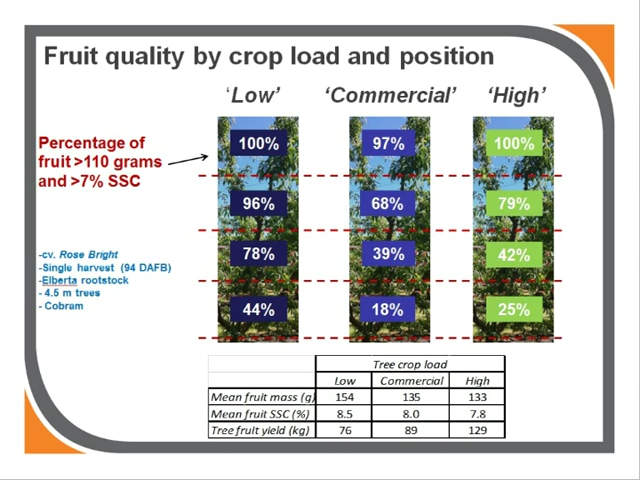 Fruit quality by crop load and position
‘Low’ ‘Commercial’ ‘High’
Percentage of
fruit >110 grams
and >7% SSC
100% 97% 100%
96% 68% 79%
78% 39% 42%
44% 18% 25%
-cv. Rose Bright
-Single harvest (94 DAFB)
-Elberta rootstock
- 4.5 m trees
- Cobram
Tree crop load
Low Commercial High
Mean fruit mass (g) 154 135 133
Mean fruit SSC (%) 8.5 8.0 7.8
Tree fruit yield (kg) 76 89 129